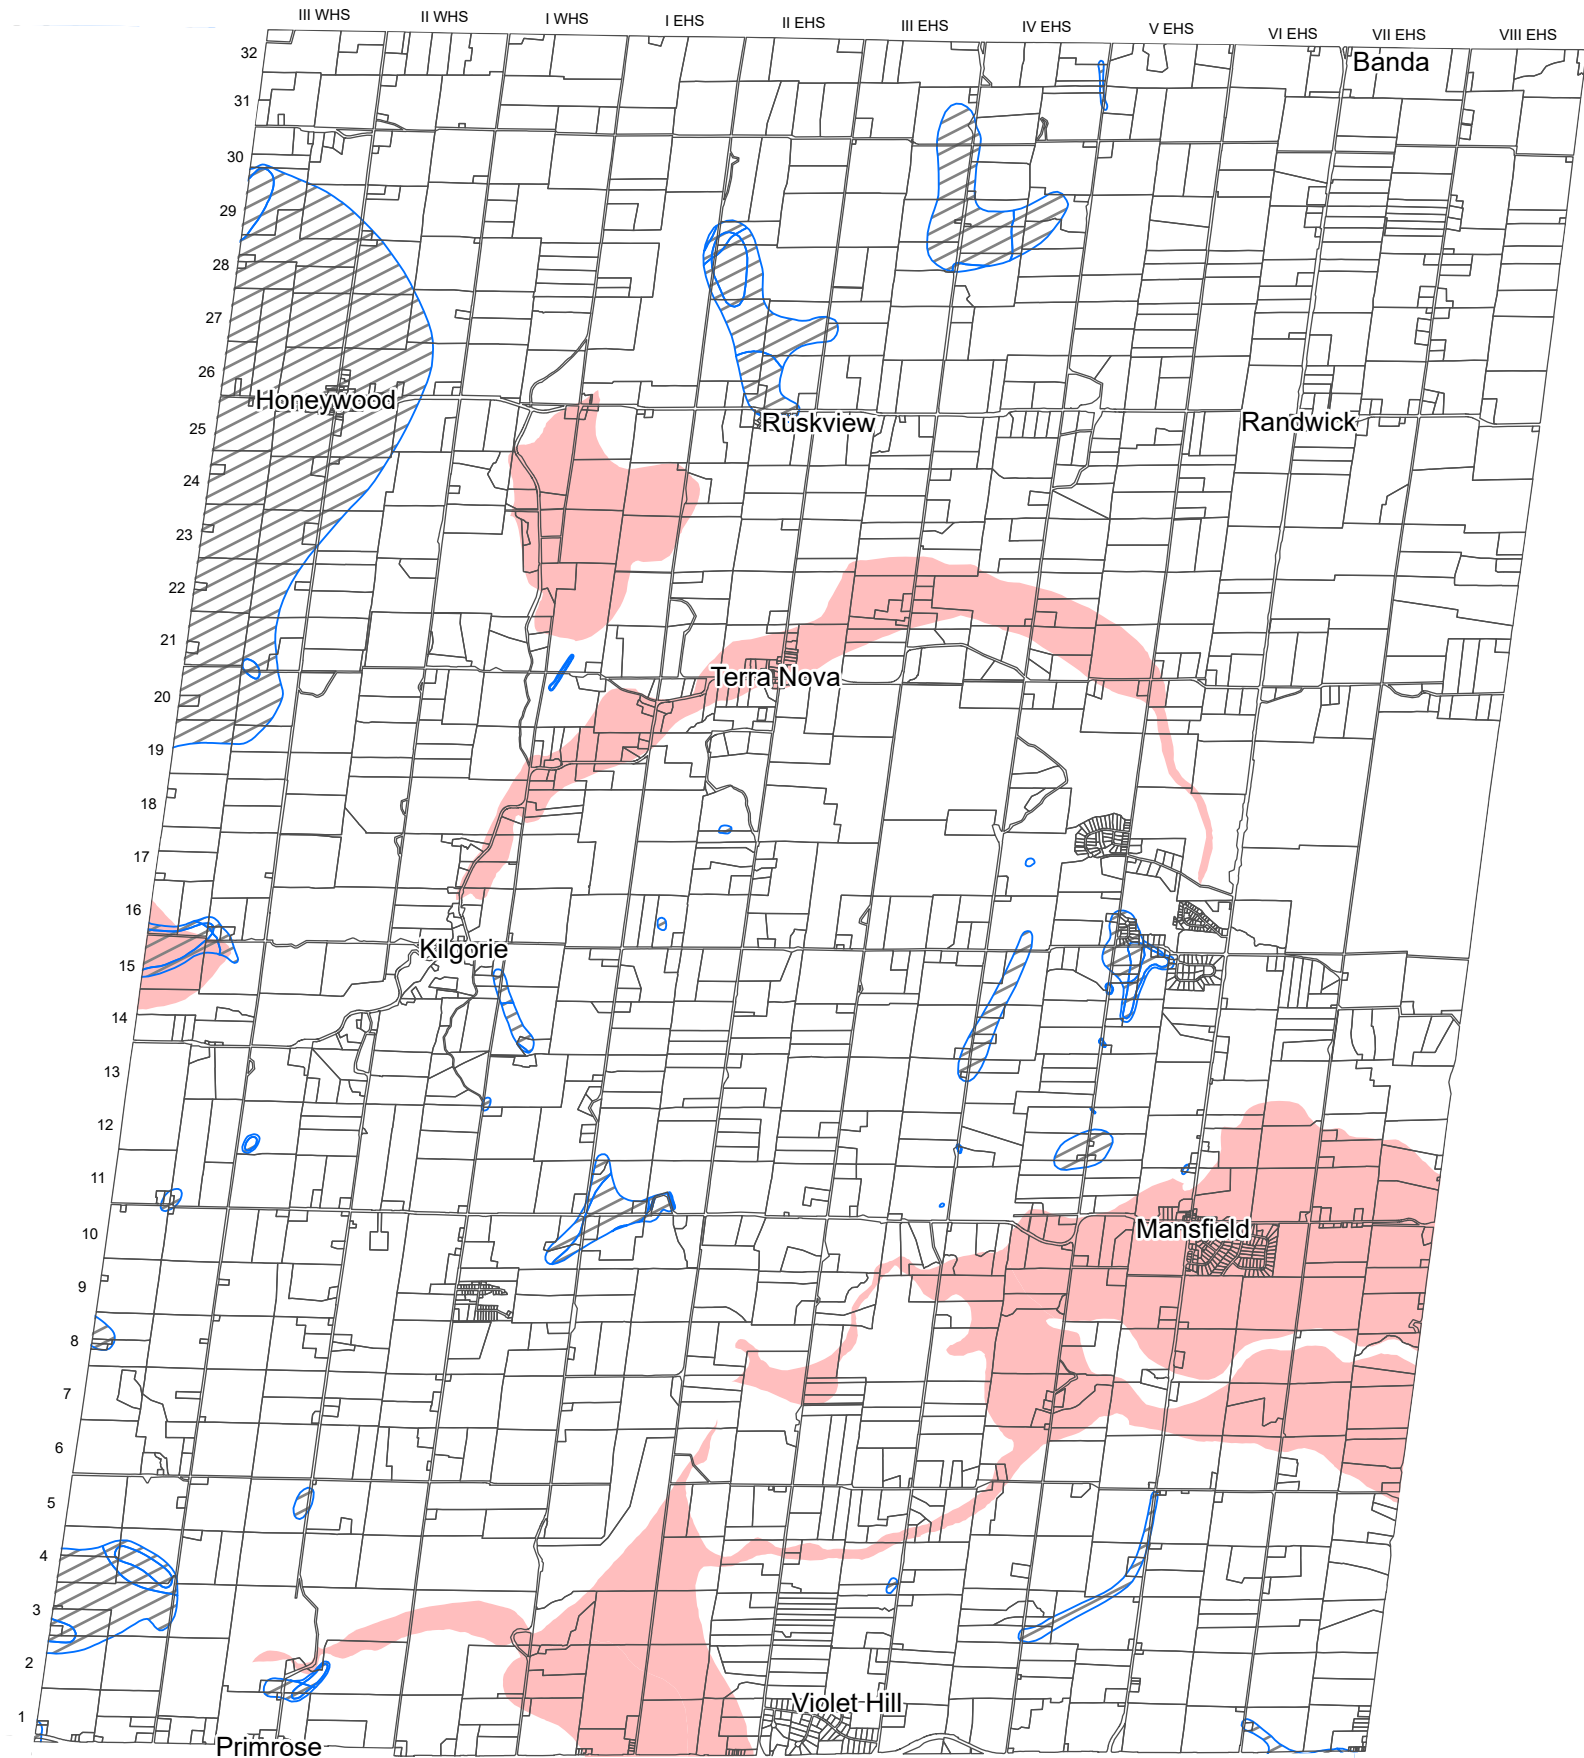 III WHS
II WHS
I WHS
I EHS
II EHS
III EHS
IV EHS
V EHS
VI EHS
VII EHS
VIII EHS
32
Banda
31
30
29
28
27
26
Honeywood
Ruskview
Randwick
25
24
23
22
21
Terra Nova
20
19
18
17
16
Kilgorie
15
14
13
12
11
Mansfield
10
9
8
7
6
5
4
3
2
Violet Hill
1
Primrose